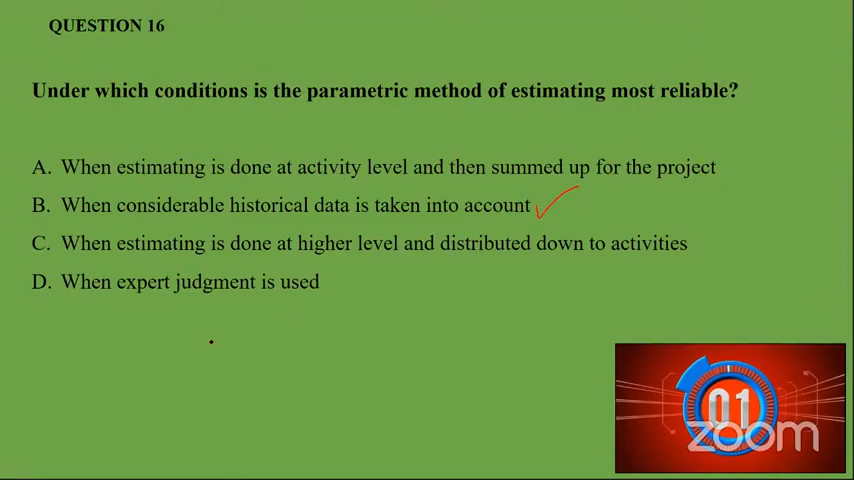 QUESTION 16
Under which conditions is the parametric method of estimating most reliable?
A. When estimating is done at activity level and then summed up for the project
B. When considerable historical data is taken into account
C. When estimating is done at higher level and distributed down to activities
D. When expert judgment is used
01
zoom